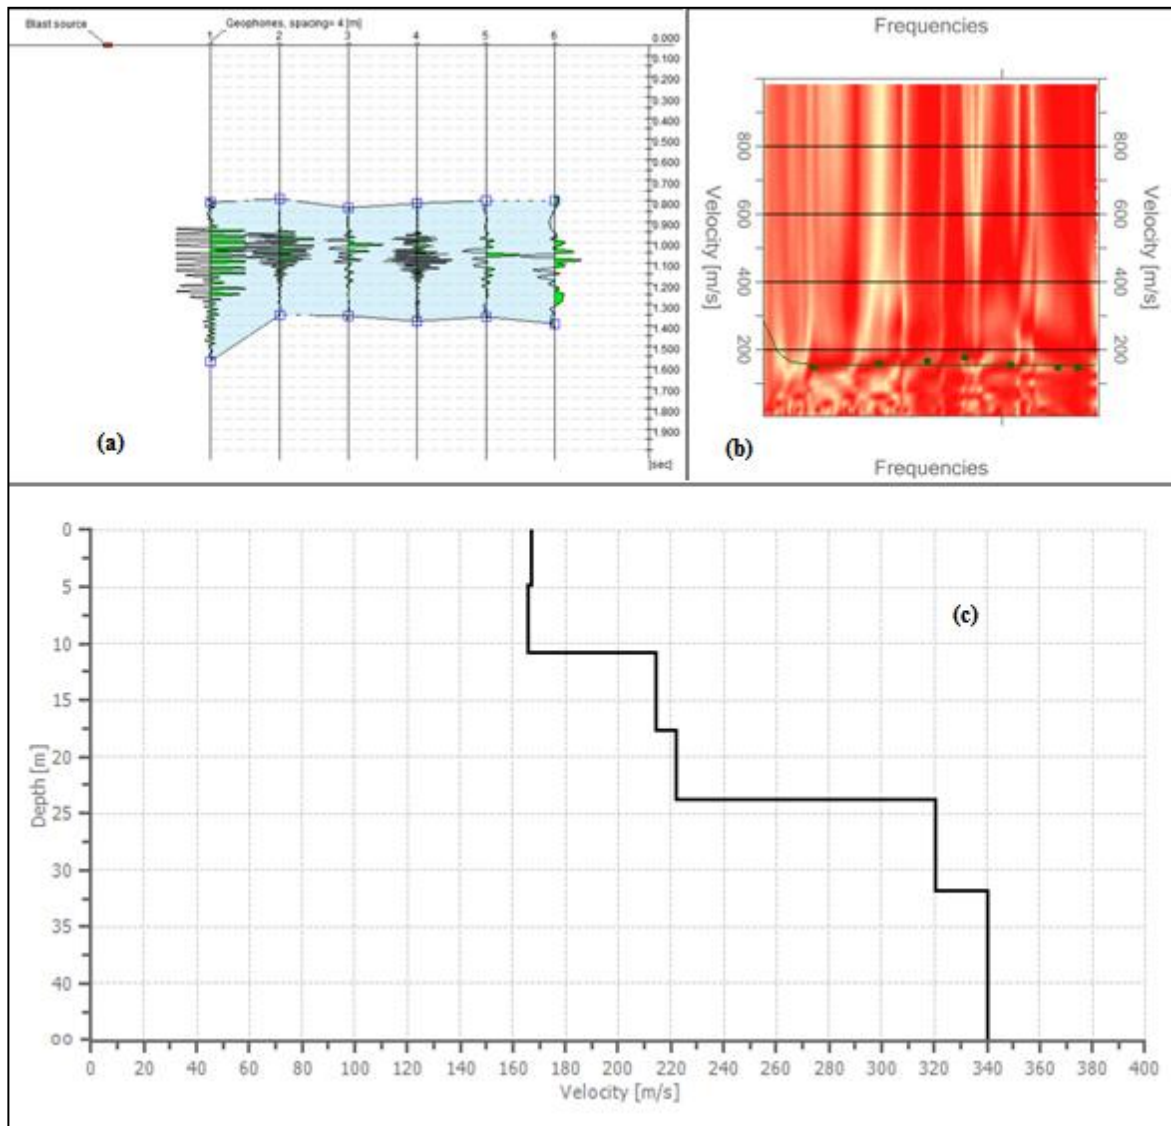 Blast source
Geophones, spacing= 4 [m]
1 2 3 4 5 6
0.000
0.100
0.200
0.300
0.400
0.500
0.600
0.700
0.800
0.900
1.000
1.100
1.200
1.300
1.400
1.500
1.600
1.700
1.800
1.900
[sec]
(a)
Frequencies
800 800
600 600
400 400
200 200
Velocity [m/s] Velocity [m/s]
(b)
Frequencies
0
5
10
15
20
25
30
35
40
oo
Depth [m]
(c)
0 20 40 60 80 100 120 140 160 180 200 220 240 260 280 300 320 340 360 380 400
Velocity [m/s]